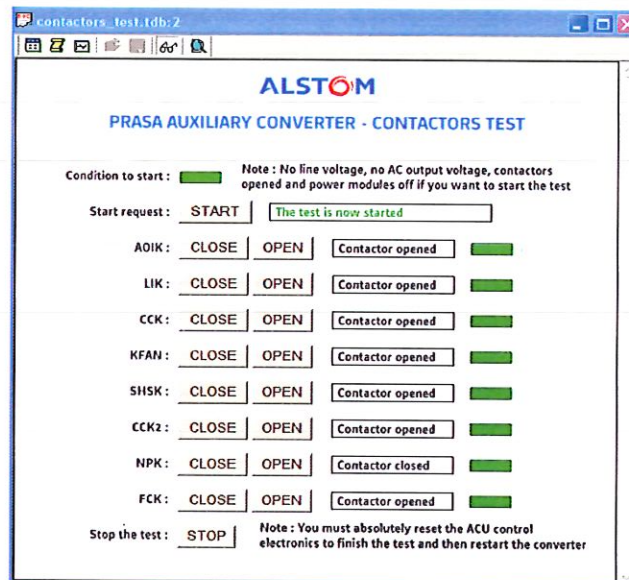 contactors_test.tdb:2
ALSTOM
PRASA AUXILIARY CONVERTER - CONTACTORS TEST
Condition to start :
Note : No line voltage, no AC output voltage, contactors
opened and power modules off if you want to start the test
Start request : START The test is now started
AOIK : CLOSE OPEN Contactor opened
LIK : CLOSE OPEN Contactor opened
CCK : CLOSE OPEN Contactor opened
KFAN : CLOSE OPEN Contactor opened
SHSK : CLOSE OPEN Contactor opened
CCK2 : CLOSE OPEN Contactor opened
NPK : CLOSE OPEN Contactor closed
FCK : CLOSE OPEN Contactor opened
Stop the test : STOP
Note : You must absolutely reset the ACU control
electronics to finish the test and then restart the converter